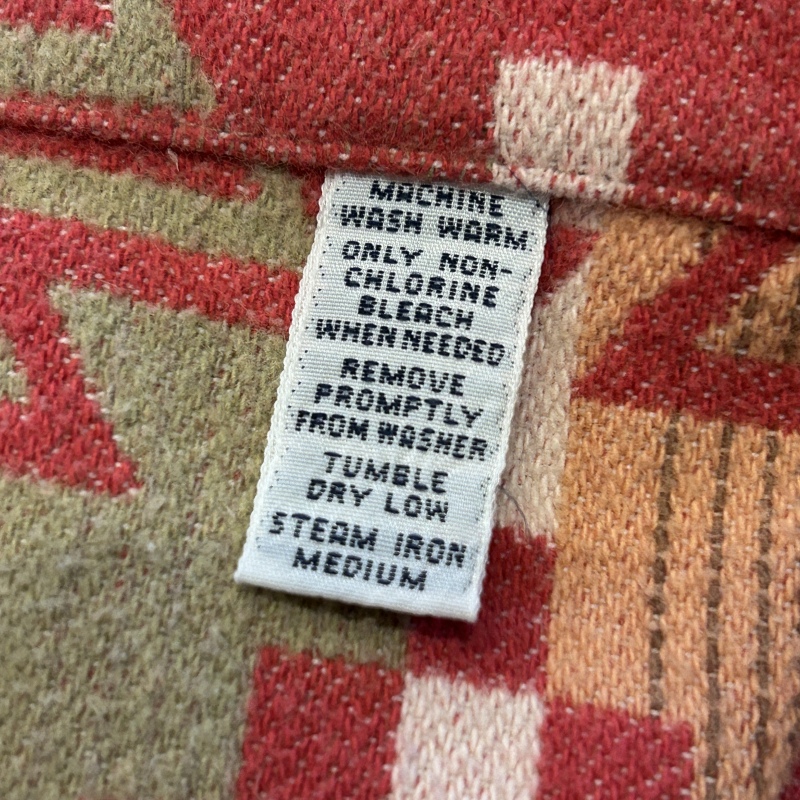 MACHINE
WASH WARM
ONLY NON-
CHLORINE
BLEACH
WHEN NEEDED
REMOVE
PROMPTLY
FROM WASHER
TUMBLE
DRY LOW
STEAM IRON
MEDIUM